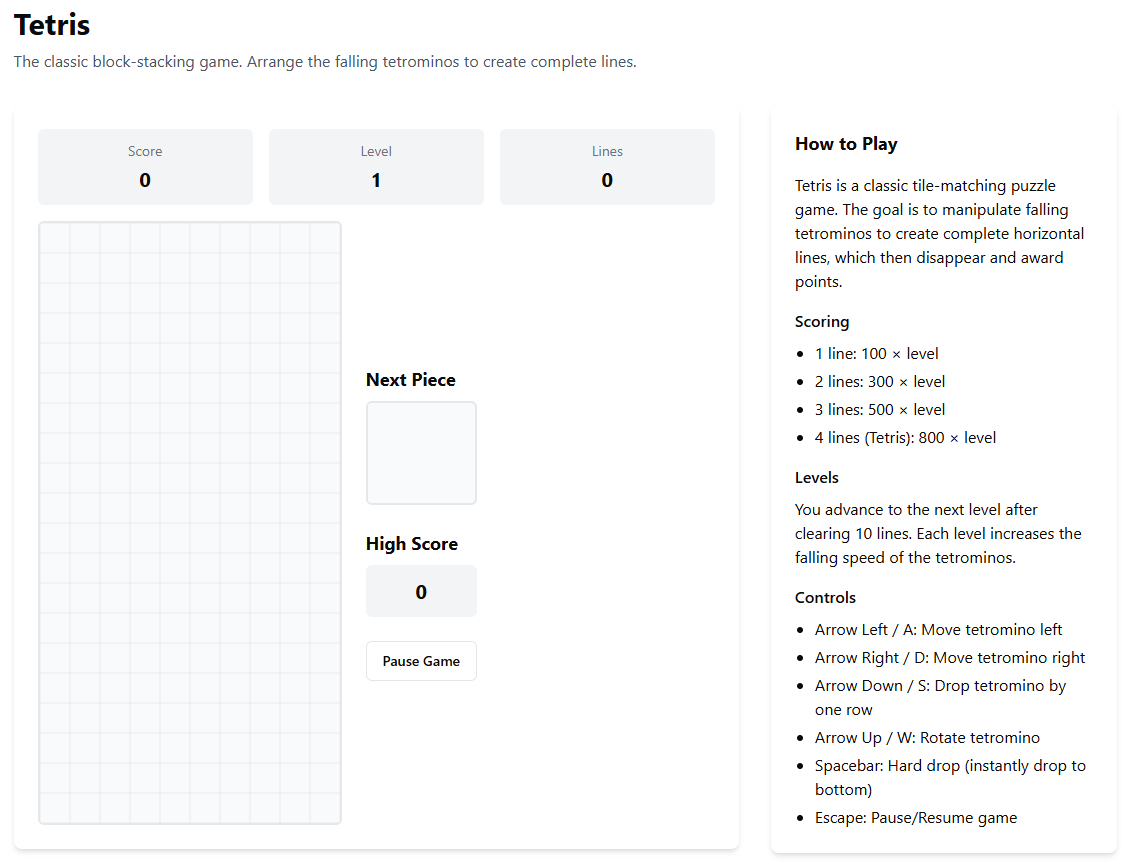 Tetris
The classic block-stacking game. Arrange the falling tetrominos to create complete lines.
Score
0
Level
1
Lines
0
Next Piece
High Score
0
Pause Game
How to Play
Tetris is a classic tile-matching puzzle
game. The goal is to manipulate falling
tetrominos to create complete horizontal
lines, which then disappear and award
points.
Scoring
• 1 line: 100 × level
• 2 lines: 300 × level
• 3 lines: 500 × level
• 4 lines (Tetris): 800 × level
Levels
You advance to the next level after
clearing 10 lines. Each level increases the
falling speed of the tetrominos.
Controls
• Arrow Left / A: Move tetromino left
• Arrow Right / D: Move tetromino right
• Arrow Down / S: Drop tetromino by
one row
• Arrow Up / W: Rotate tetromino
• Spacebar: Hard drop (instantly drop to
bottom)
• Escape: Pause/Resume game